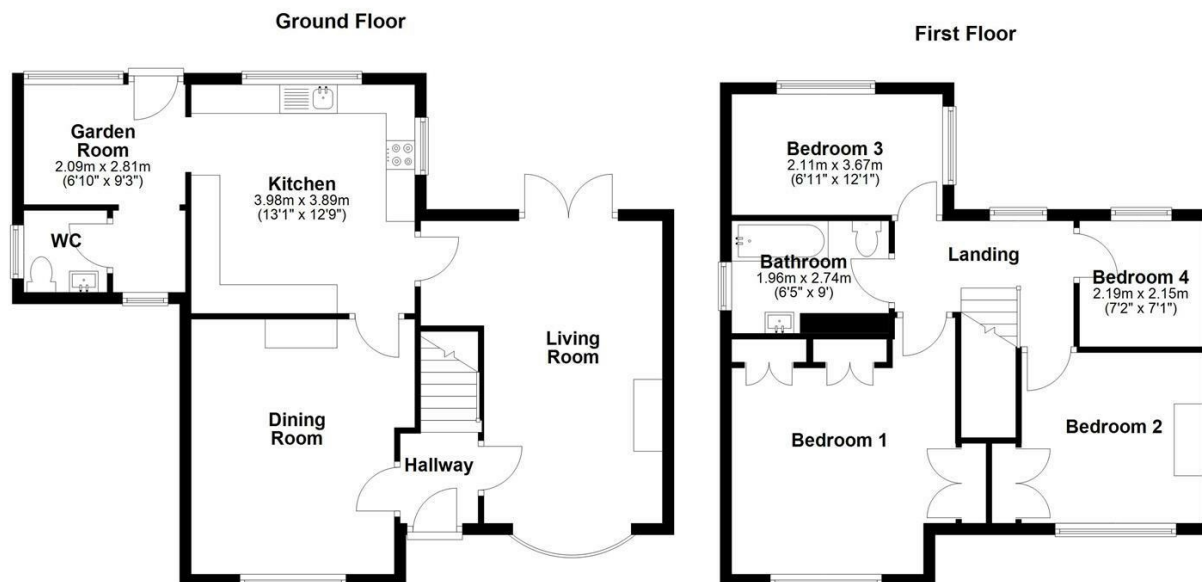 Ground Floor
Garden
Room
2.09m x 2.81m
(6'10" x 9'3")
Kitchen
3.98m x 3.89m
(13'1" x 12'9")
WC
Living
Room
Dining
Room
Hallway
First Floor
Bedroom 3
2.11m x 3.67m
(6'11" x 12'1")
Bathroom
1.96m x 2.74m
(6'5" x 9')
Landing
Bedroom 4
2.19m x 2.15m
(7'2" x 7'1")
Bedroom 1
Bedroom 2